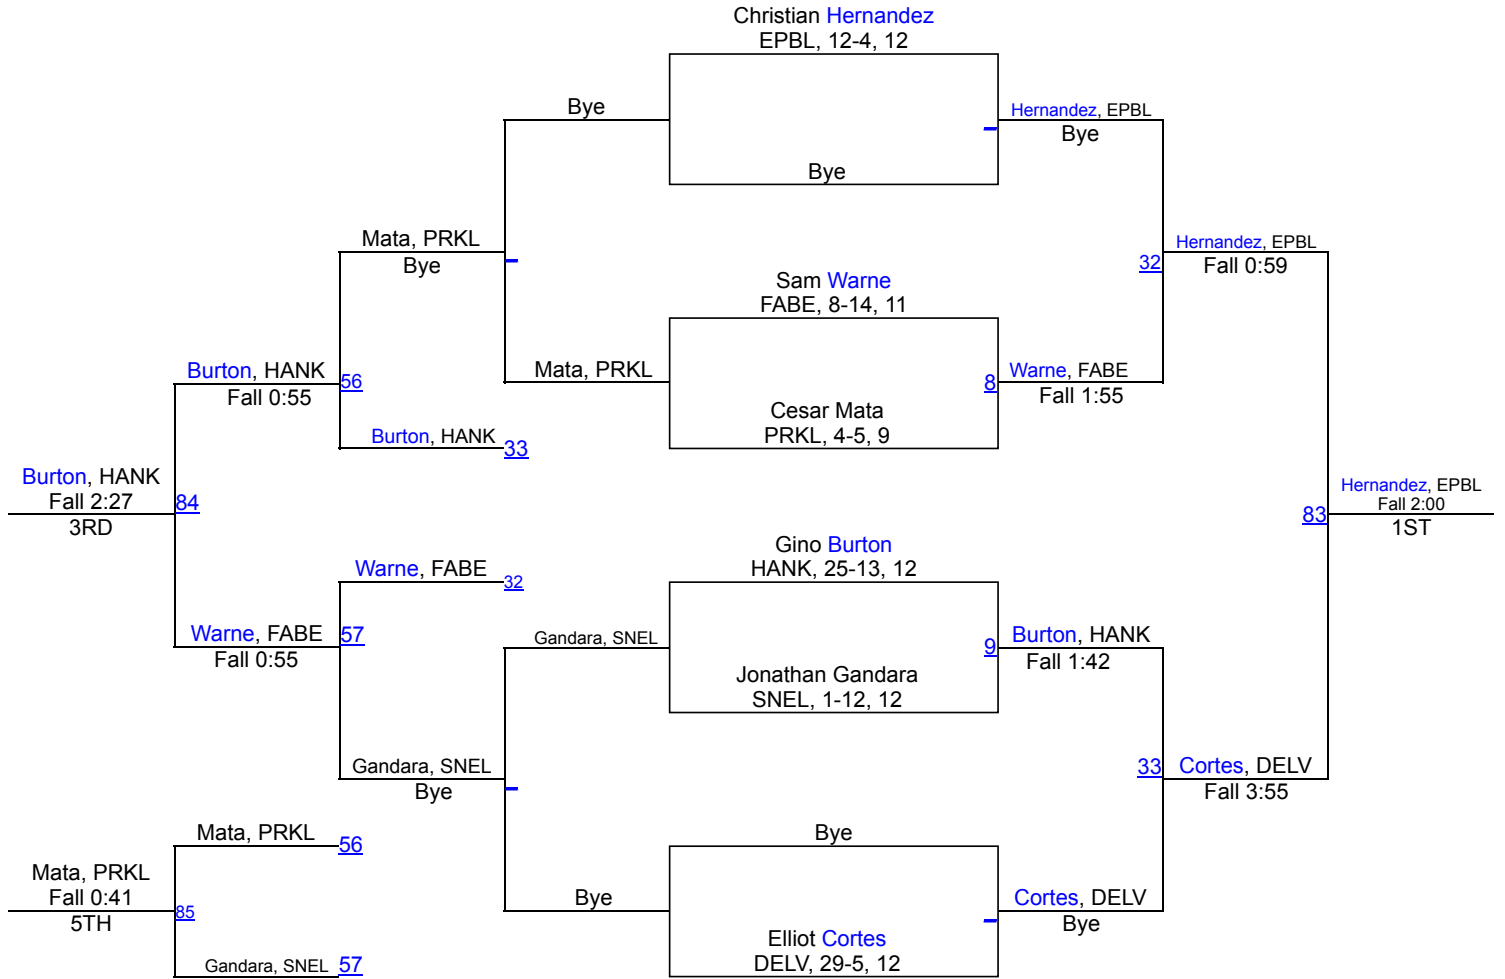 Christian Hernandez
EPBL, 12-4, 12
Bye
Hernandez, EPBL
Bye
Bye
Mata, PRKL
Bye
Hernandez, EPBL
32
Fall 0:59
Sam Warne
FABE, 8-14, 11
Burton, HANK
56
Fall 0:55
Mata, PRKL
8
Warne, FABE
Fall 1:55
Cesar Mata
PRKL, 4-5, 9
Burton, HANK
33
Burton, HANK
Fall 2:27
84
3RD
Hernandez, EPBL
Fall 2:00
83
1ST
Gino Burton
HANK, 25-13, 12
Warne, FABE
32
Warne, FABE
57
Fall 0:55
Gandara, SNEL
9
Burton, HANK
Fall 1:42
Jonathan Gandara
SNEL, 1-12, 12
Gandara, SNEL
Bye
33
Cortes, DELV
Fall 3:55
Mata, PRKL
56
Bye
Mata, PRKL
Fall 0:41
85
5TH
Bye
Cortes, DELV
Bye
Elliot Cortes
DELV, 29-5, 12
Gandara, SNEL
57